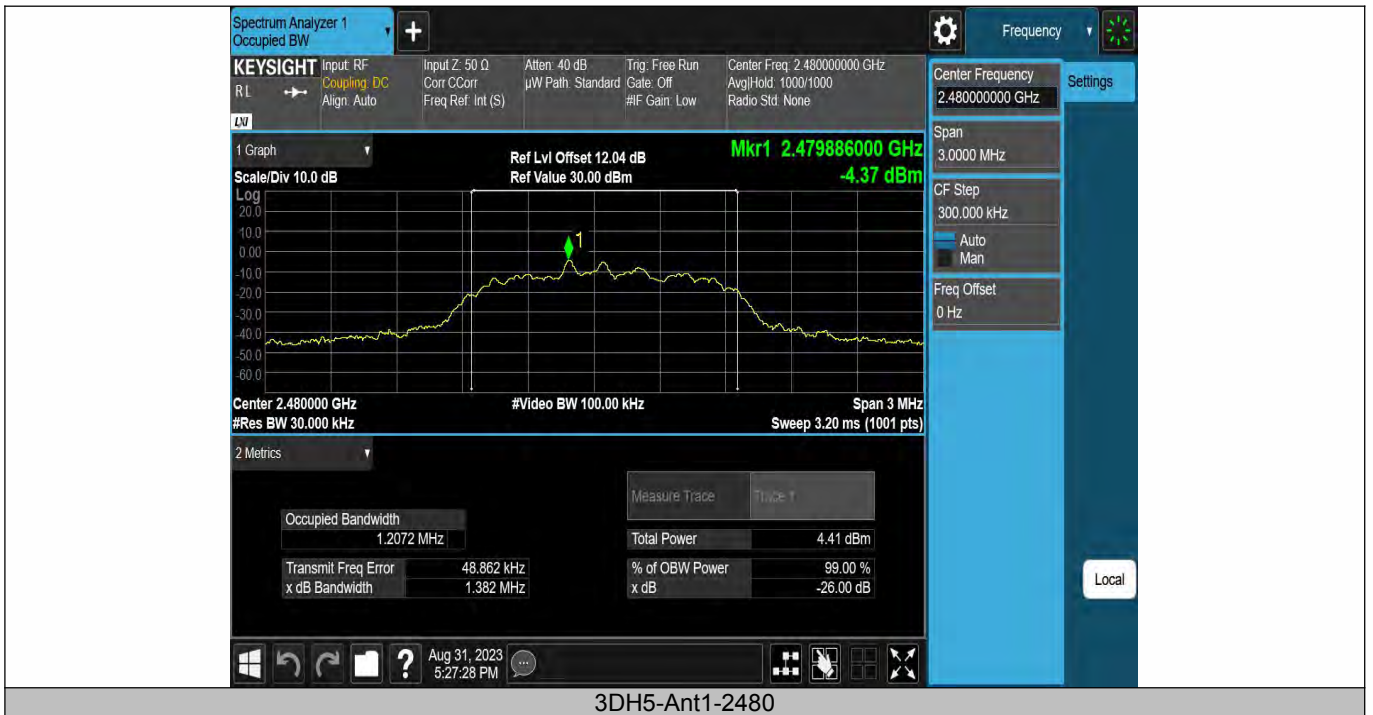 Spectrum Analyzer 1
Occupied BW
+
Frequency
KEYSIGHT
RL
LXI
Input: RF
Coupling: DC
Align: Auto
Input Z: 50 Ω
Corr CCorr
Freq Ref: Int (S)
Atten: 40 dB
µW Path: Standard
Trig: Free Run
Gate: Off
#IF Gain: Low
Center Freq: 2.480000000 GHz
Avg|Hold: 1000/1000
Radio Std: None
Center Frequency
2.480000000 GHz
Settings
Span
3.0000 MHz
CF Step
300.000 kHz
Auto
Man
Freq Offset
0 Hz
Local
1 Graph
Scale/Div 10.0 dB
Ref Lvl Offset 12.04 dB
Ref Value 30.00 dBm
Mkr1 2.479886000 GHz
-4.37 dBm
Log
20.0
10.0
0.00
-10.0
-20.0
-30.0
-40.0
-50.0
-60.0
1
Center 2.480000 GHz
#Res BW 30.000 kHz
#Video BW 100.00 kHz
Span 3 MHz
Sweep 3.20 ms (1001 pts)
2 Metrics
Measure Trace
Trace 1
Occupied Bandwidth
1.2072 MHz
Total Power 4.41 dBm
Transmit Freq Error 48.862 kHz
% of OBW Power 99.00 %
x dB Bandwidth 1.382 MHz
x dB -26.00 dB
?
Aug 31, 2023
5:27:28 PM
3DH5-Ant1-2480